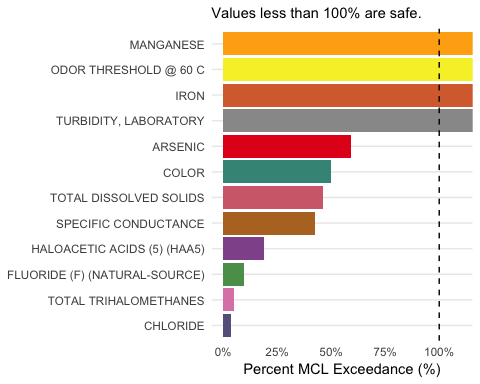 Values less than 100% are safe.
MANGANESE
ODOR THRESHOLD @ 60 C
IRON
TURBIDITY, LABORATORY
ARSENIC
COLOR
TOTAL DISSOLVED SOLIDS
SPECIFIC CONDUCTANCE
HALOACETIC ACIDS (5) (HAA5)
FLUORIDE (F) (NATURAL-SOURCE)
TOTAL TRIHALOMETHANES
CHLORIDE
0% 25% 50% 75% 100%
Percent MCL Exceedance (%)